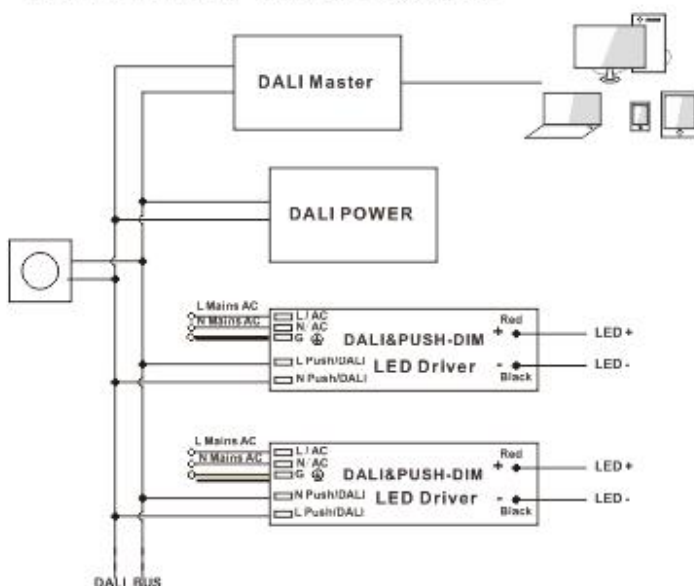 DALI Master
DALI POWER
L Mains AC
N Mains AC
L / AC
N/ AC
G
DALI&PUSH-DIM
LED Driver
L Push/DALI
N Push/DALI
Red
+
-
Black
LED +
LED -
L Mains AC
N Mains AC
L / AC
N/ AC
G
DALI&PUSH-DIM
LED Driver
N Push/DALI
L Push/DALI
Red
+
-
Black
LED +
LED -
DALI BUS